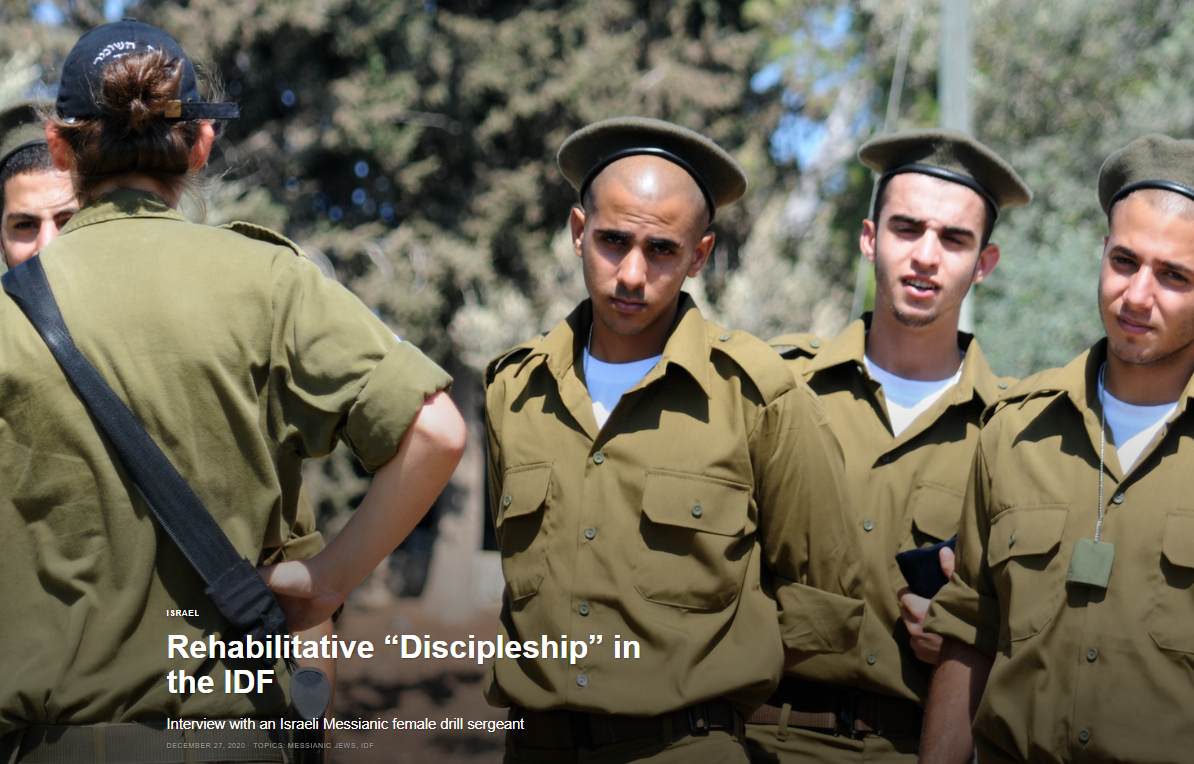 השומר
ISRAEL
Rehabilitative “Discipleship” in
the IDF
Interview with an Israeli Messianic female drill sergeant
DECEMBER 27, 2020 · TOPICS: MESSIANIC JEWS, IDF